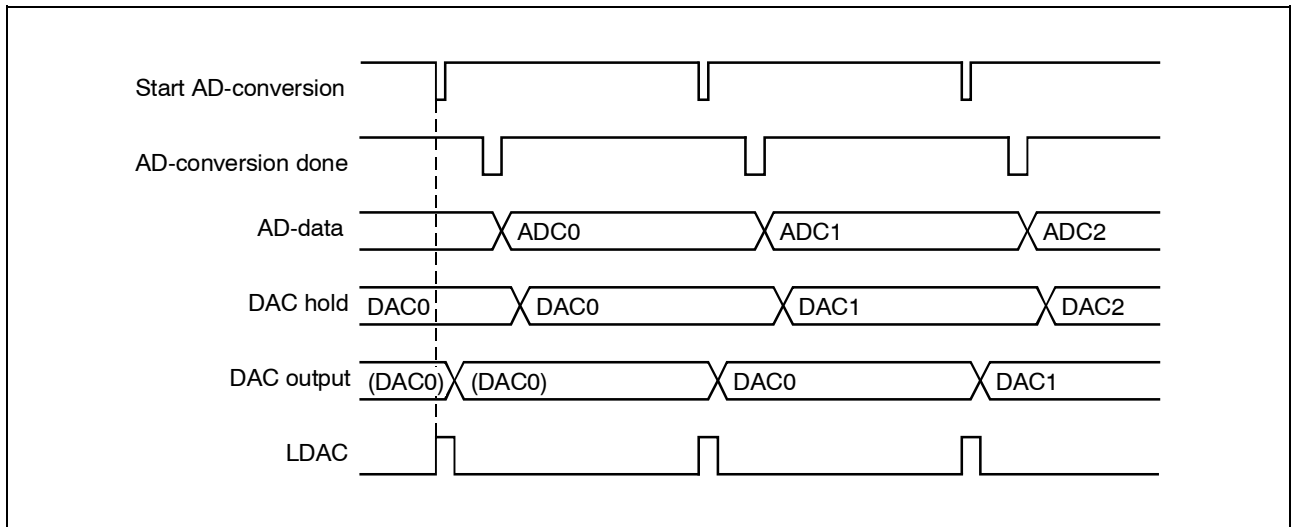 Start AD-conversion
AD-conversion done
AD-data
ADC0
ADC1
ADC2
DAC hold
DAC0
DAC0
DAC1
DAC2
DAC output
(DAC0)
(DAC0)
DAC0
DAC1
LDAC